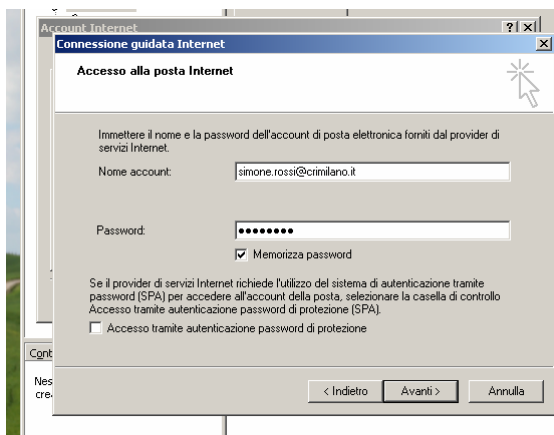 Account Internet
Connessione guidata Internet
Accesso alla posta Internet
Immettere il nome e la password dell'account di posta elettronica forniti dal provider di
servizi Internet.
Nome account:
simone.rossi@crimilano.it
Password:
●●●●●●●●
Memorizza password
Se il provider di servizi Internet richiede l'utilizzo del sistema di autenticazione tramite
password (SPA) per accedere all'account della posta, selezionare la casella di controllo
Accesso tramite autenticazione password di protezione (SPA).
Accesso tramite autenticazione password di protezione
Cont
Nes
cre
< Indietro
Avanti >
Annulla